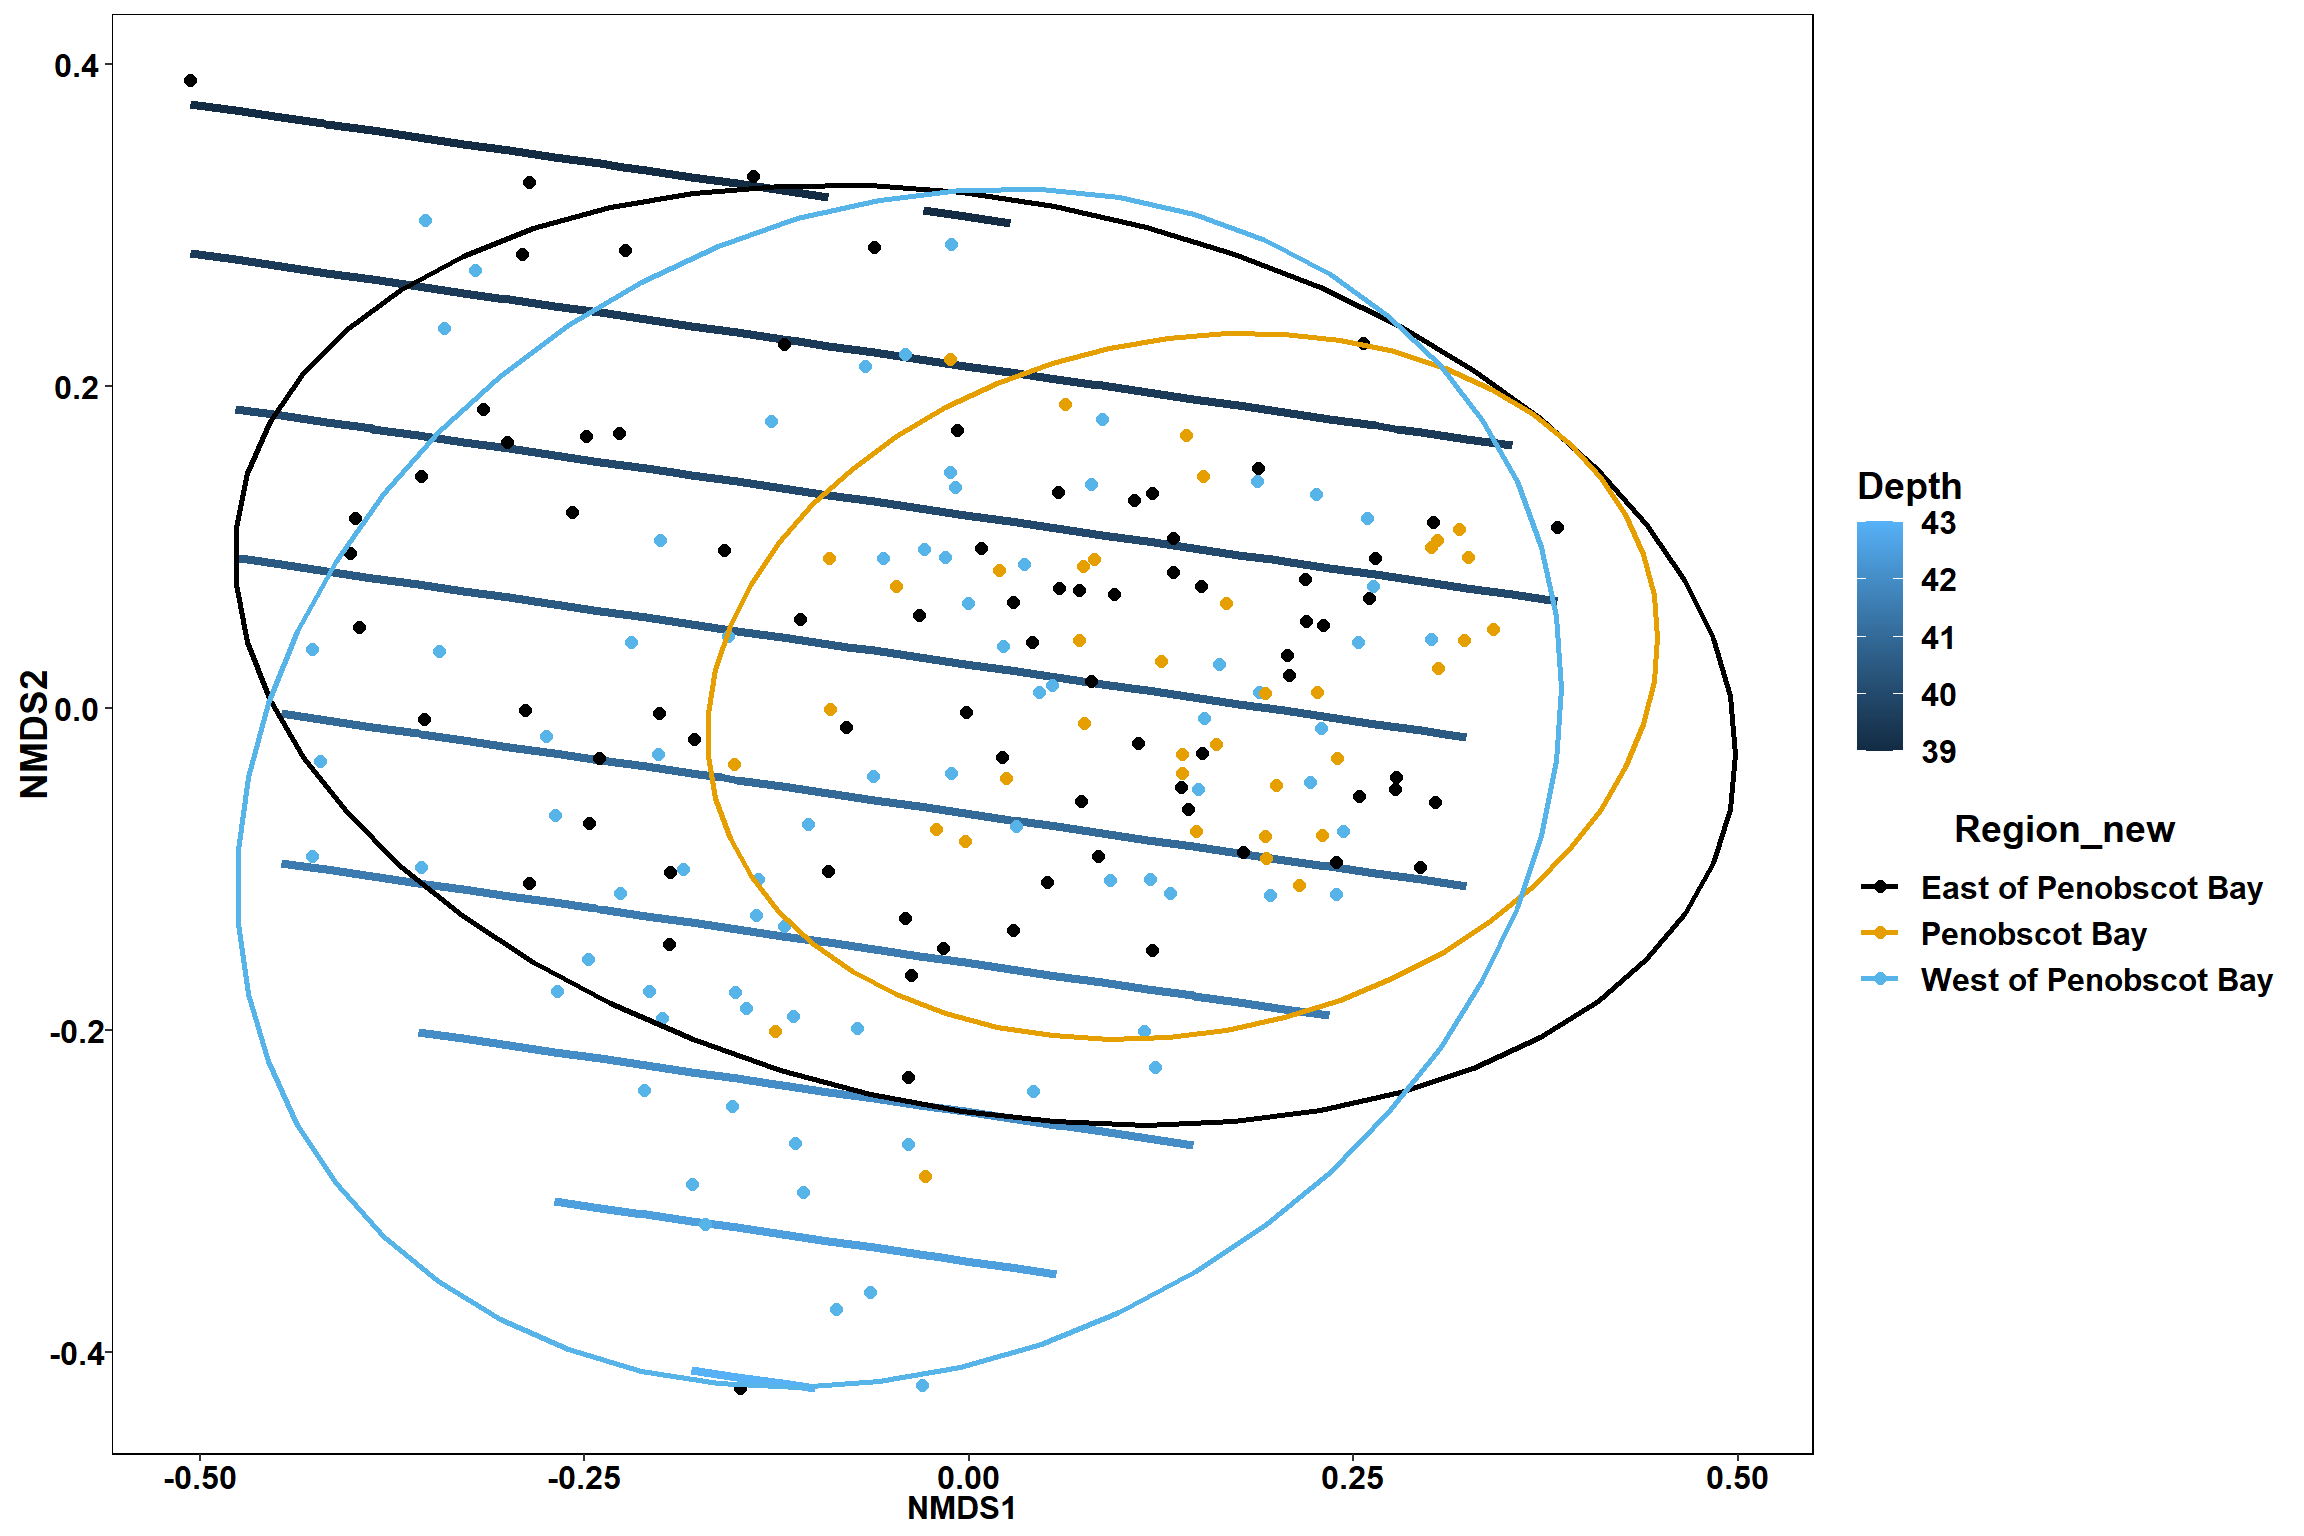 0.4
0.2
0.0
-0.2
-0.4
NMDS2
-0.50
-0.25
0.00
0.25
0.50
NMDS1
Depth
43
42
41
40
39
Region_new
East of Penobscot Bay
Penobscot Bay
West of Penobscot Bay